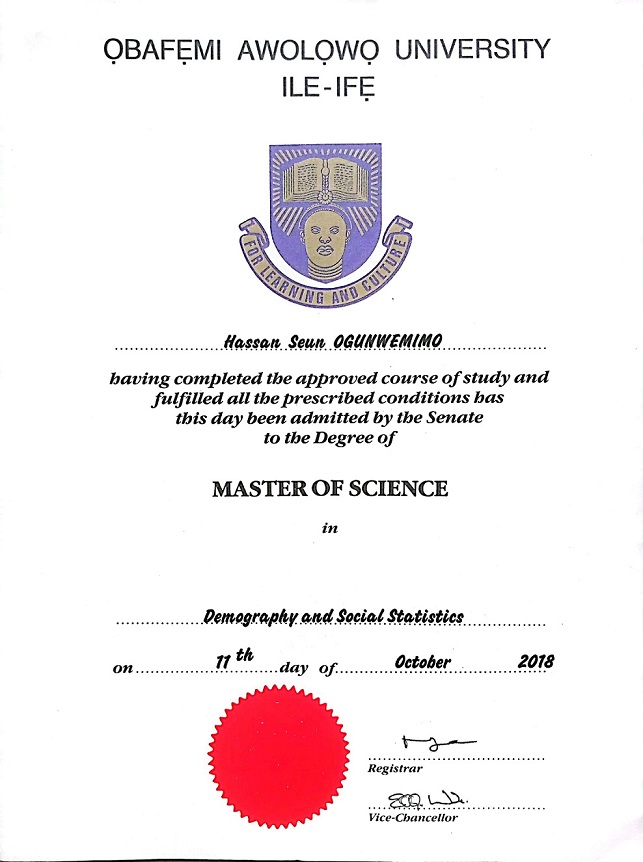 ỌBAFẸMI AWOLỌWỌ UNIVERSITY
ILE-IFẸ
FOR LEARNING AND CULTURE
Hassan Seun OGUNWEMIMO
having completed the approved course of study and
fulfilled all the prescribed conditions has
this day been admitted by the Senate
to the Degree of
MASTER OF SCIENCE
in
Demography and Social Statistics
on 11th day of October 2018
Registrar
Vice-Chancellor